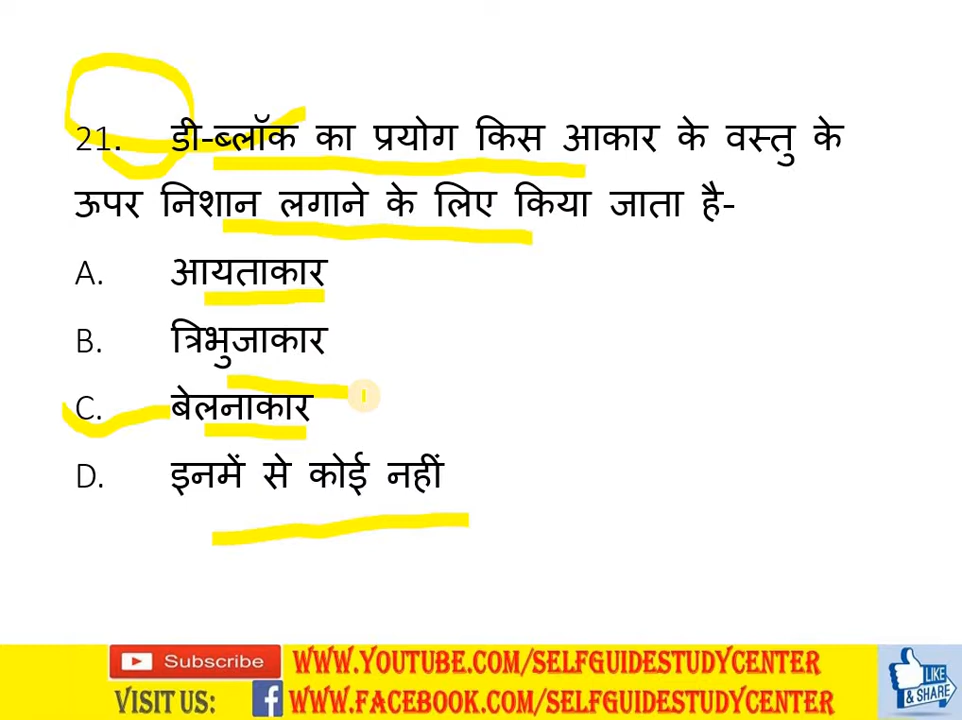 21. डी-ब्लॉक का प्रयोग किस आकार के वस्तु के
ऊपर निशान लगाने के लिए किया जाता है-
A. आयताकार
B. त्रिभुजाकार
C. बेलनाकार
D. इनमें से कोई नहीं
Subscribe WWW.YOUTUBE.COM/SELFGUIDESTUDYCENTER
VISIT US: f WWW.FACEBOOK.COM/SELFGUIDESTUDYCENTER
LIKE
& SHARE